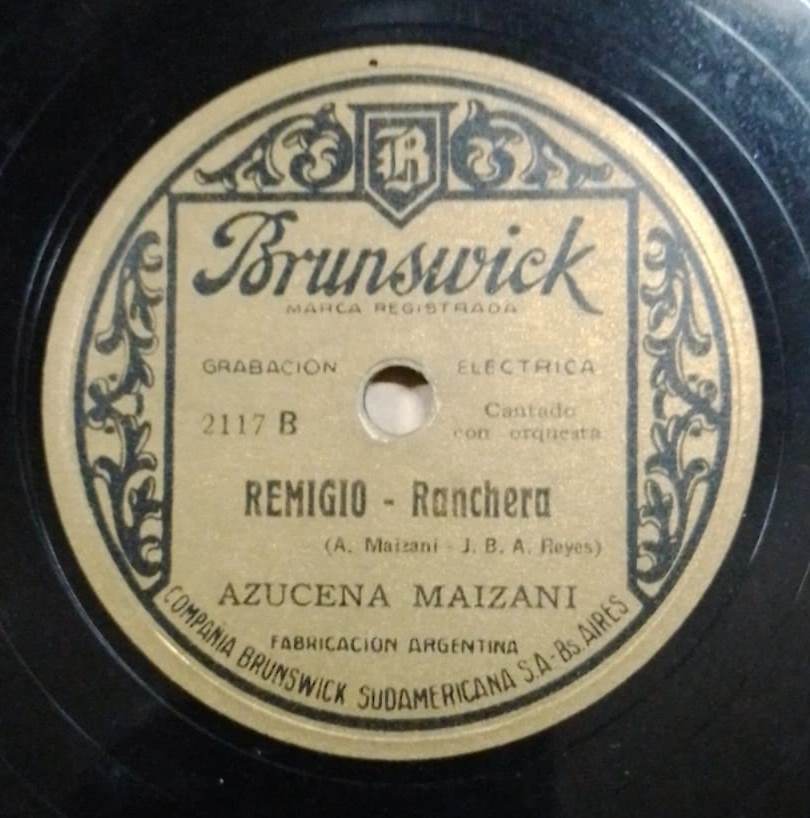 B
Brunswick
MARCA REGISTRADA
GRABACION ELECTRICA
2117 B
Cantado
con orquesta
REMIGIO - Ranchera
(A. Maizani - J. B. A. Reyes)
AZUCENA MAIZANI
FABRICACION ARGENTINA
COMPAÑIA BRUNSWICK SUDAMERICANA S.A - Bs. AIRES